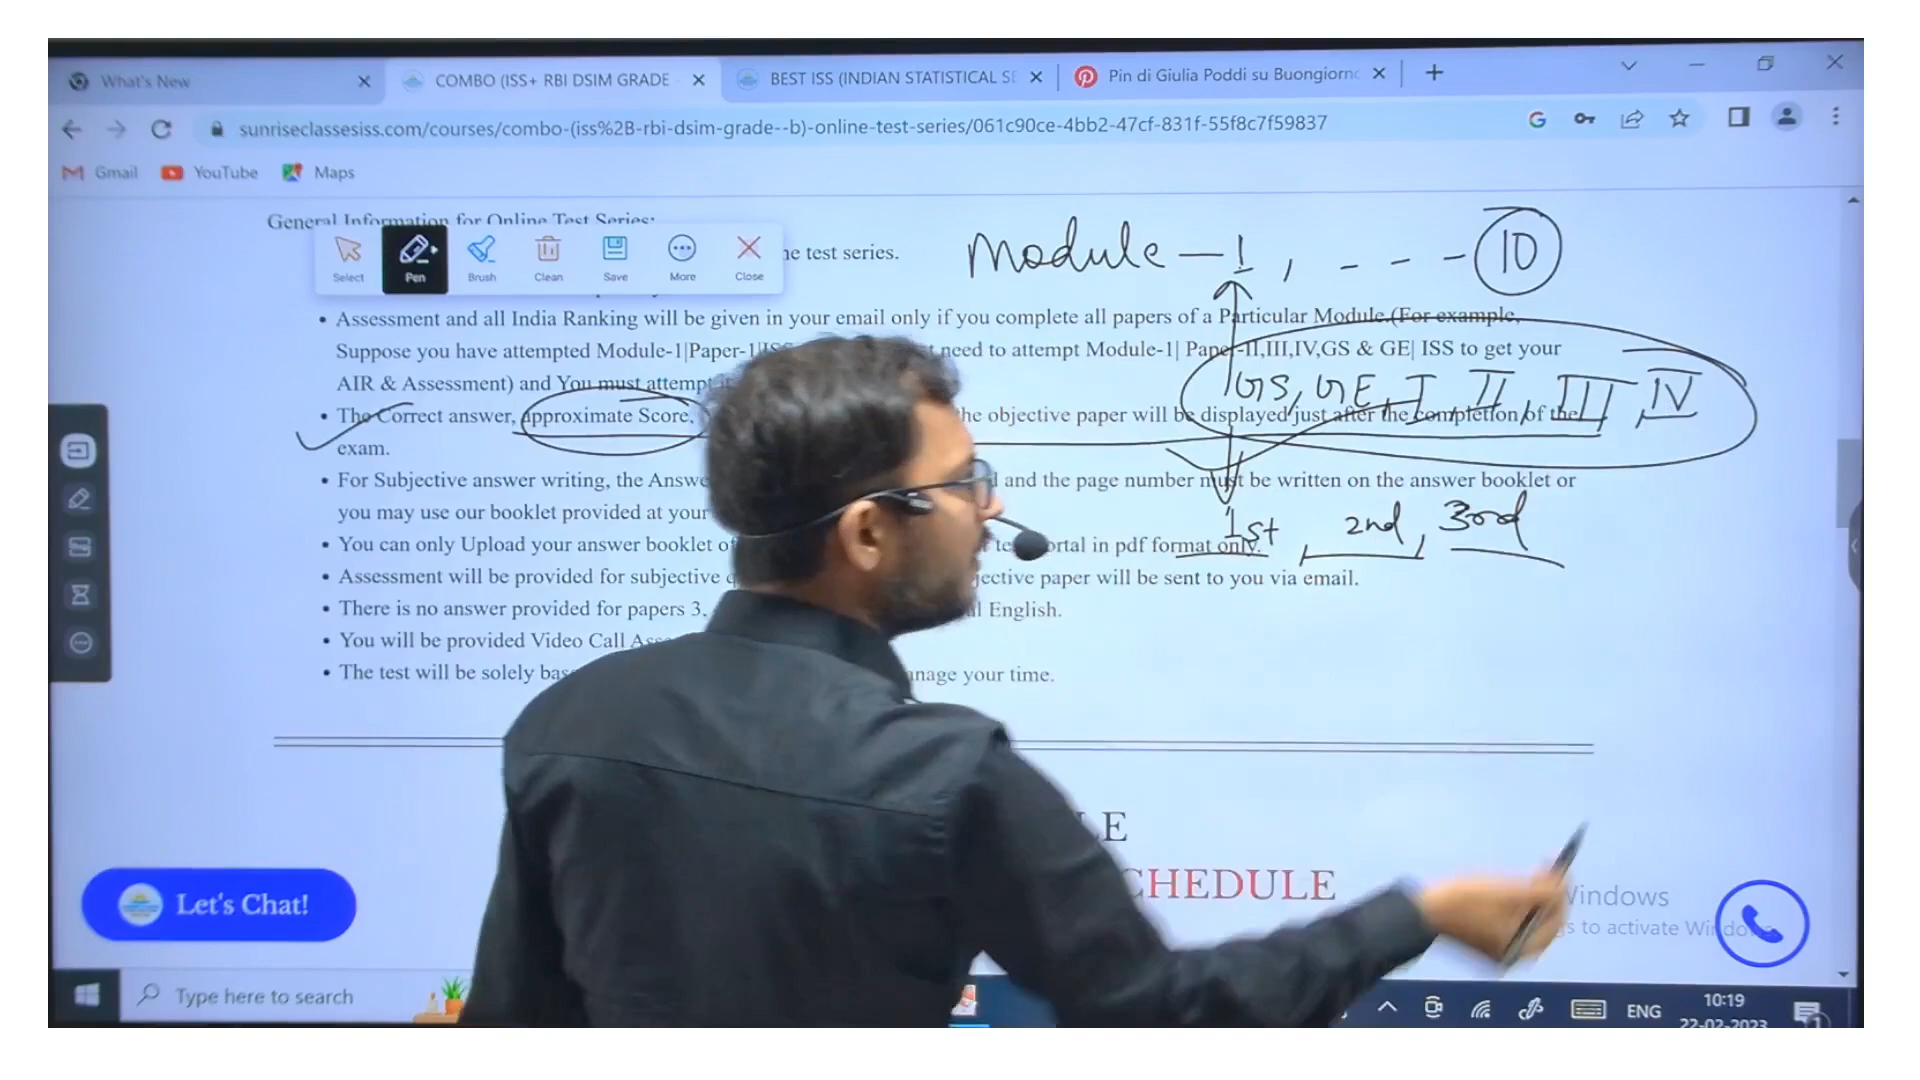 What's New
COMBO (ISS+ RBI DSIM GRADE
BEST ISS (INDIAN STATISTICAL SE
Pin di Giulia Poddi su Buongiorno
sunriseclassesiss.com/courses/combo-(iss%2B-rbi-dsim-grade--b)-online-test-series/061c90ce-4bb2-47cf-831f-55f8c7f59837
Gmail YouTube Maps
General Information for Online Test Series:
Select Pen Brush Clean Save More Close
the test series.
Module - 1, - - - 10
• Assessment and all India Ranking will be given in your email only if you complete all papers of a Particular Module.(For example,
Suppose you have attempted Module-1|Paper-1|ISS need to attempt Module-1| Paper-II,III,IV,GS & GE| ISS to get your
AIR & Assessment) and You must attempt
GS, GE, I, II, III, IV
• The Correct answer, approximate Score, the objective paper will be displayed just after the completion of the
exam.
• For Subjective answer writing, the and the page number must be written on the answer booklet or
you may use our booklet provided at your
1st, 2nd, 3rd
• You can only Upload your answer booklet portal in pdf format only.
• Assessment will be provided for subjective paper will be sent to you via email.
• There is no answer provided for papers 3, English.
• You will be provided Video Call
• The test will be solely manage your time.
LE
CHEDULE
Let's Chat!
Windows
to activate Windows
Type here to search
ENG
10:19
22-02-2023